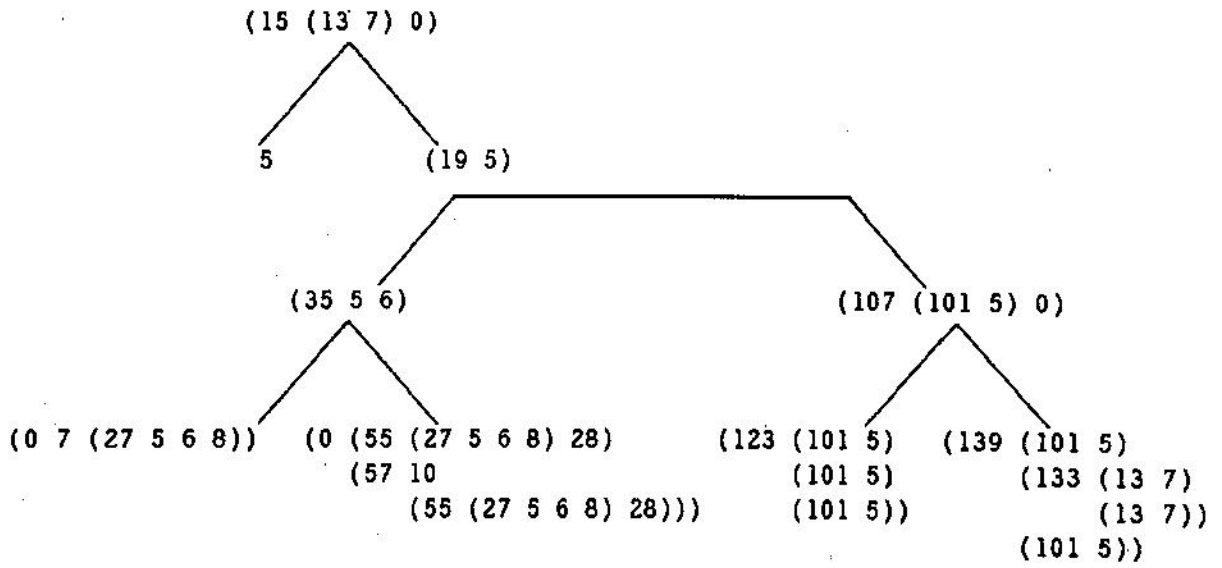 (15 (13 7) 0)
5 (19 5)
(35 5 6) (107 (101 5) 0)
(0 7 (27 5 6 8)) (0 (55 (27 5 6 8) 28) (123 (101 5) (139 (101 5)
(57 10 (101 5) (133 (13 7)
(55 (27 5 6 8) 28))) (101 5)) (13 7))
(101 5))